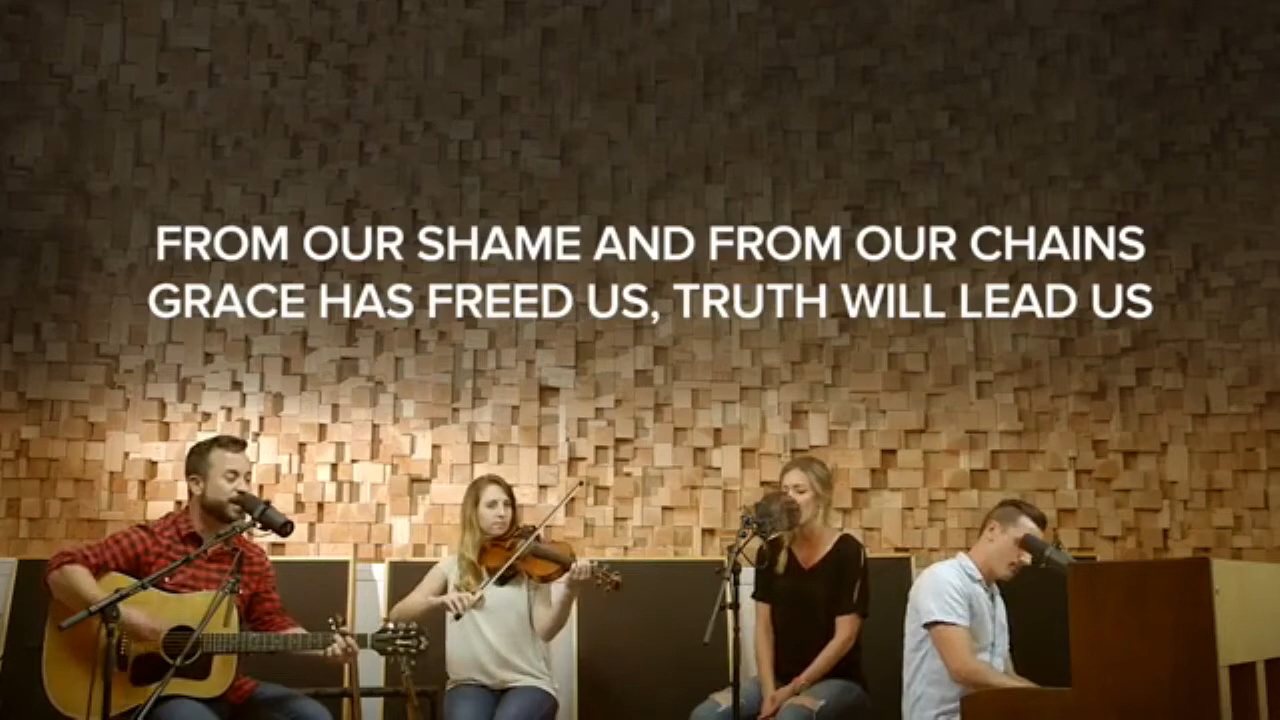 FROM OUR SHAME AND FROM OUR CHAINS
GRACE HAS FREED US, TRUTH WILL LEAD US